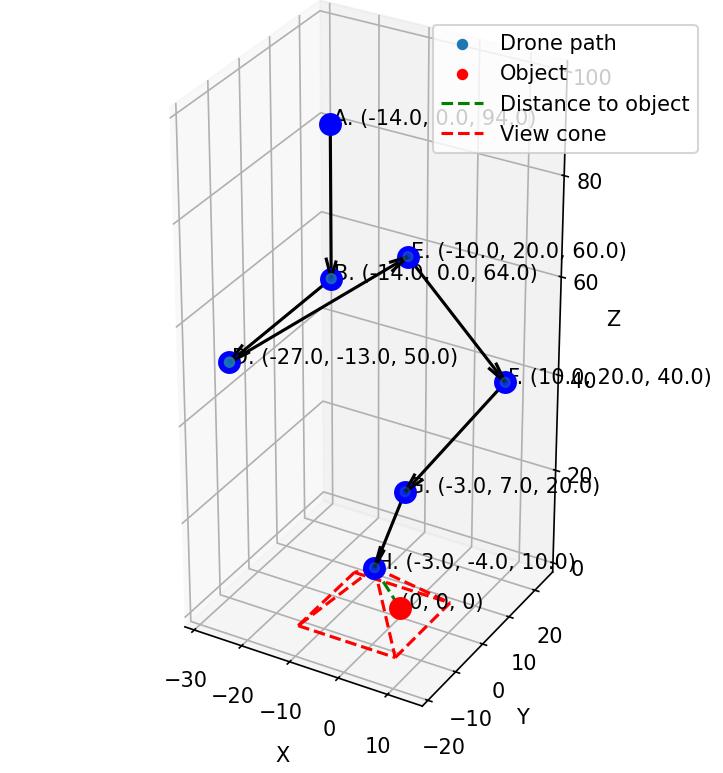 Drone path
Object
Distance to object
View cone
A. (-14.0, 0.0, 94.0)
E. (-10.0, 20.0, 60.0)
B. (-14.0, 0.0, 64.0)
D. (-27.0, -13.0, 50.0)
F. (10.0, 20.0, 40.0)
G. (-3.0, 7.0, 20.0)
H. (-3.0, -4.0, 10.0)
(0, 0, 0)
100
80
60
40
20
0
Z
−30
−20
−10
0
10
X
−20
−10
0
10
20
Y